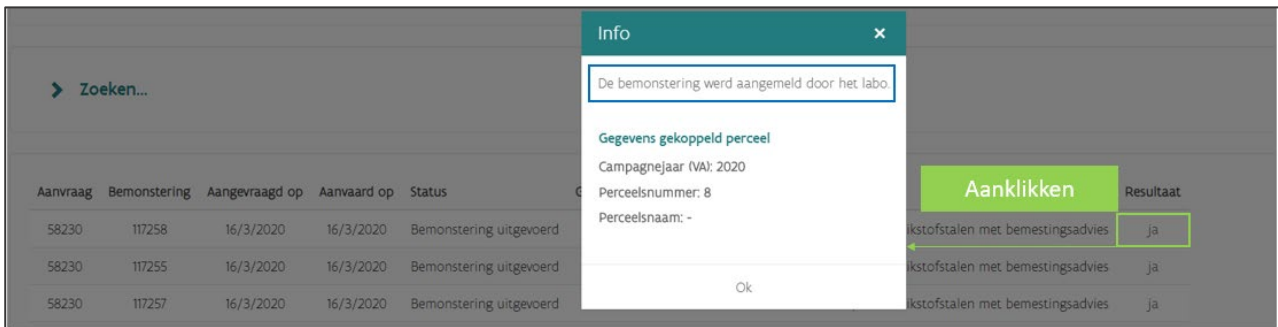 Info ×
De bemonstering werd aangemeld door het labo.
Zoeken...
Gegevens gekoppeld perceel
Campagnejaar (VA): 2020
Perceelsnummer: 8
Perceelsnaam: -
Ok
Aanklikken
Aanvraag Bemonstering Aangevraagd op Aanvaard op Status Resultaat
58230 117258 16/3/2020 16/3/2020 Bemonstering uitgevoerd ikstofstalen met bemestingsadvies ja
58230 117255 16/3/2020 16/3/2020 Bemonstering uitgevoerd ikstofstalen met bemestingsadvies ja
58230 117257 16/3/2020 16/3/2020 Bemonstering uitgevoerd ikstofstalen met bemestingsadvies ja